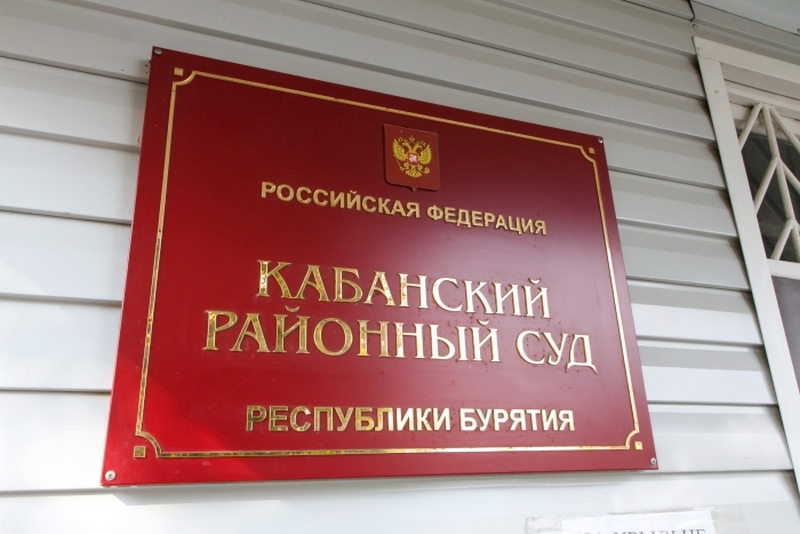 РОССИЙСКАЯ ФЕДЕРАЦИЯ
КАБАНСКИЙ
РАЙОННЫЙ СУД
РЕСПУБЛИКИ БУРЯТИЯ